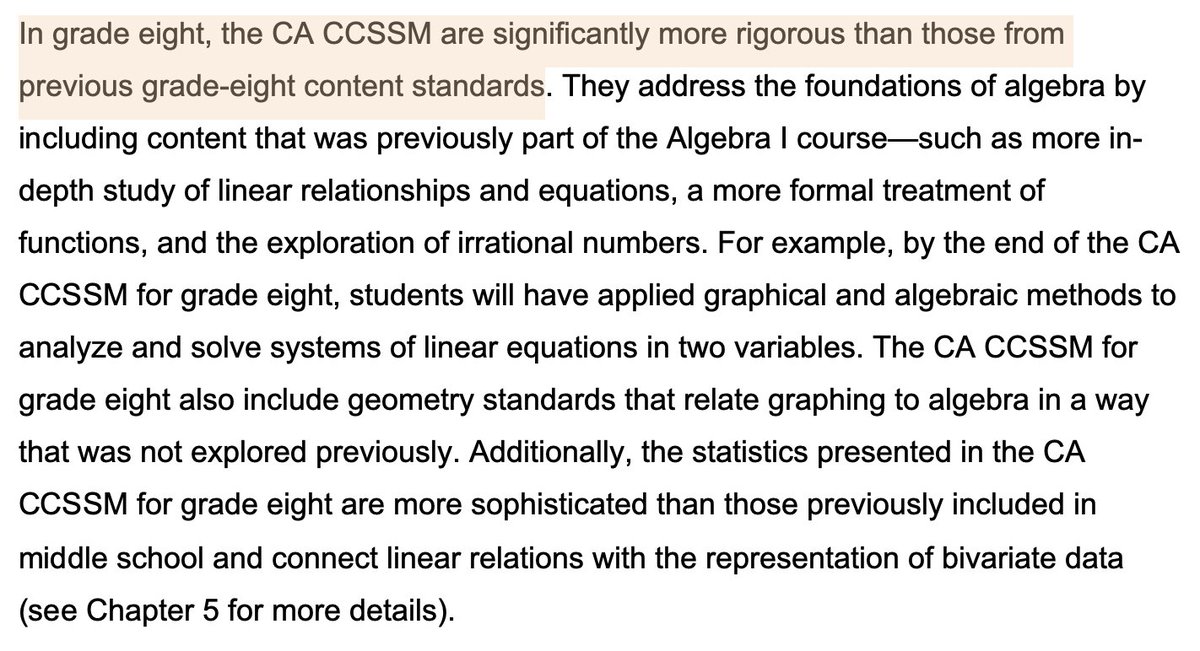 In grade eight, the CA CCSSM are significantly more rigorous than those from
previous grade-eight content standards. They address the foundations of algebra by
including content that was previously part of the Algebra I course—such as more in-
depth study of linear relationships and equations, a more formal treatment of
functions, and the exploration of irrational numbers. For example, by the end of the CA
CCSSM for grade eight, students will have applied graphical and algebraic methods to
analyze and solve systems of linear equations in two variables. The CA CCSSM for
grade eight also include geometry standards that relate graphing to algebra in a way
that was not explored previously. Additionally, the statistics presented in the CA
CCSSM for grade eight are more sophisticated than those previously included in
middle school and connect linear relations with the representation of bivariate data
(see Chapter 5 for more details).